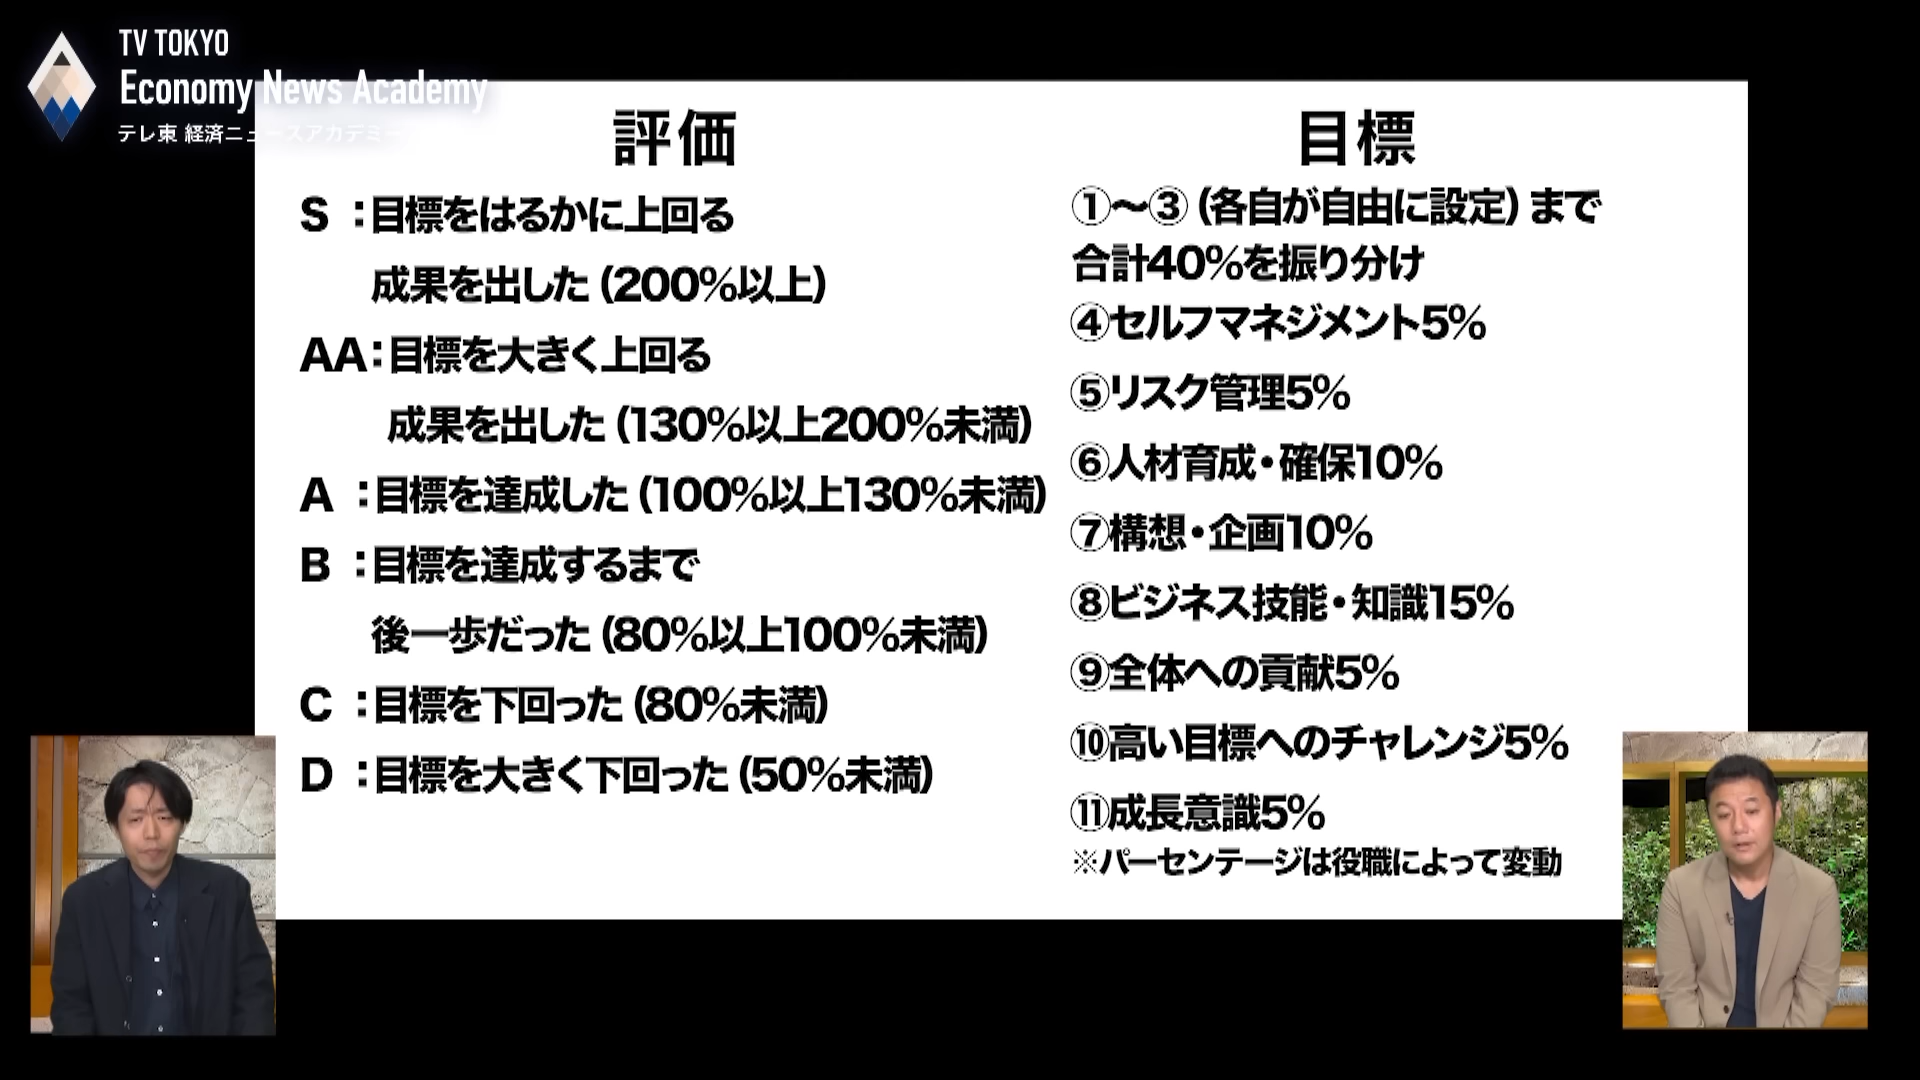 TV TOKYO
Economy News Academy
テレ東 経済ニュースアカデミー
評価
S :目標をはるかに上回る
成果を出した（200%以上）
AA:目標を大きく上回る
成果を出した（130%以上200%未満）
A :目標を達成した（100%以上130%未満）
B :目標を達成するまで
後一歩だった（80%以上100%未満）
C :目標を下回った（80%未満）
D :目標を大きく下回った（50%未満）
目標
①〜③（各自が自由に設定）まで
合計40%を振り分け
④セルフマネジメント5%
⑤リスク管理5%
⑥人材育成・確保10%
⑦構想・企画10%
⑧ビジネス技能・知識15%
⑨全体への貢献5%
⑩高い目標へのチャレンジ5%
⑪成長意識5%
※パーセンテージは役職によって変動